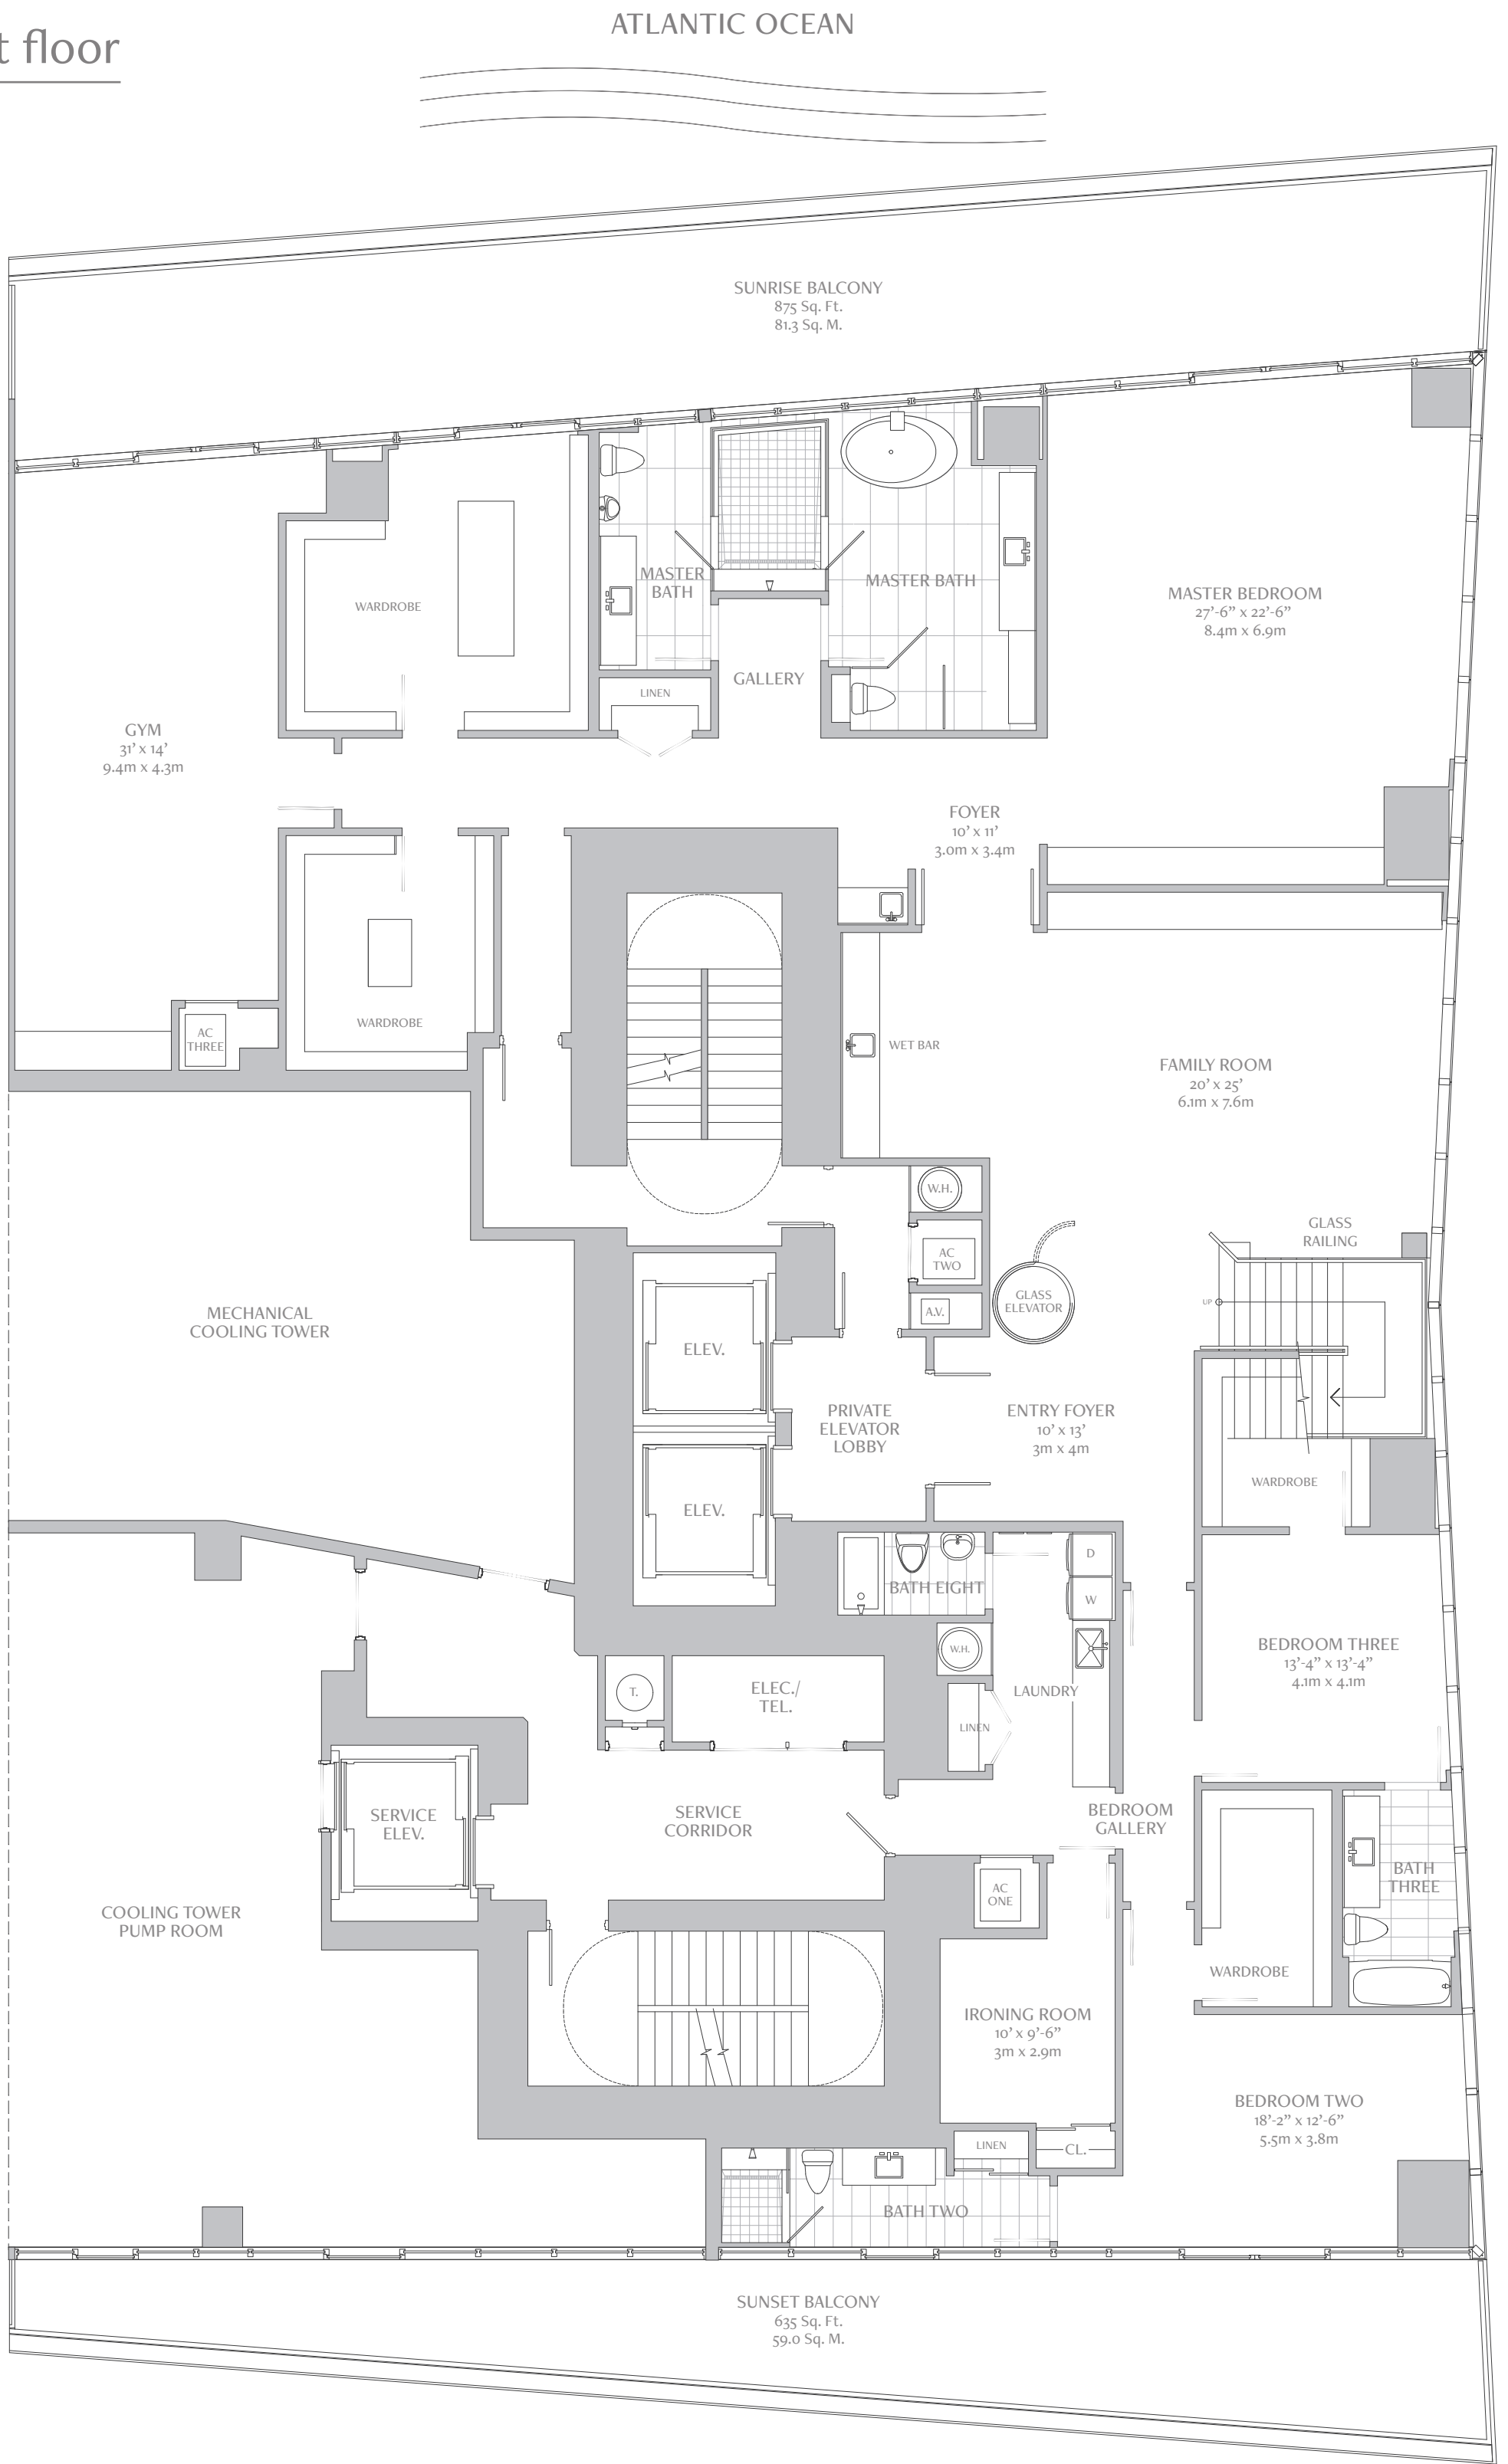 t floor
ATLANTIC OCEAN
SUNRISE BALCONY
875 Sq. Ft.
81.3 Sq. M.
MASTER
BATH
MASTER BATH
MASTER BEDROOM
27’-6” x 22’-6”
8.4m x 6.9m
WARDROBE
GALLERY
LINEN
GYM
31’ x 14’
9.4m x 4.3m
FOYER
10’ x 11’
3.0m x 3.4m
AC
THREE
WARDROBE
WET BAR
FAMILY ROOM
20’ x 25’
6.1m x 7.6m
W.H.
AC
TWO
A.V.
GLASS
ELEVATOR
GLASS
RAILING
UP
MECHANICAL
COOLING TOWER
ELEV.
PRIVATE
ELEVATOR
LOBBY
ENTRY FOYER
10’ x 13’
3m x 4m
WARDROBE
ELEV.
BATH EIGHT
D
W
W.H.
BEDROOM THREE
13’-4” x 13’-4”
4.1m x 4.1m
T.
ELEC./
TEL.
LAUNDRY
LINEN
SERVICE
ELEV.
SERVICE
CORRIDOR
BEDROOM
GALLERY
BATH
THREE
AC
ONE
COOLING TOWER
PUMP ROOM
WARDROBE
IRONING ROOM
10’ x 9’-6”
3m x 2.9m
BEDROOM TWO
18’-2” x 12’-6”
5.5m x 3.8m
LINEN
CL.
BATH TWO
SUNSET BALCONY
635 Sq. Ft.
59.0 Sq. M.